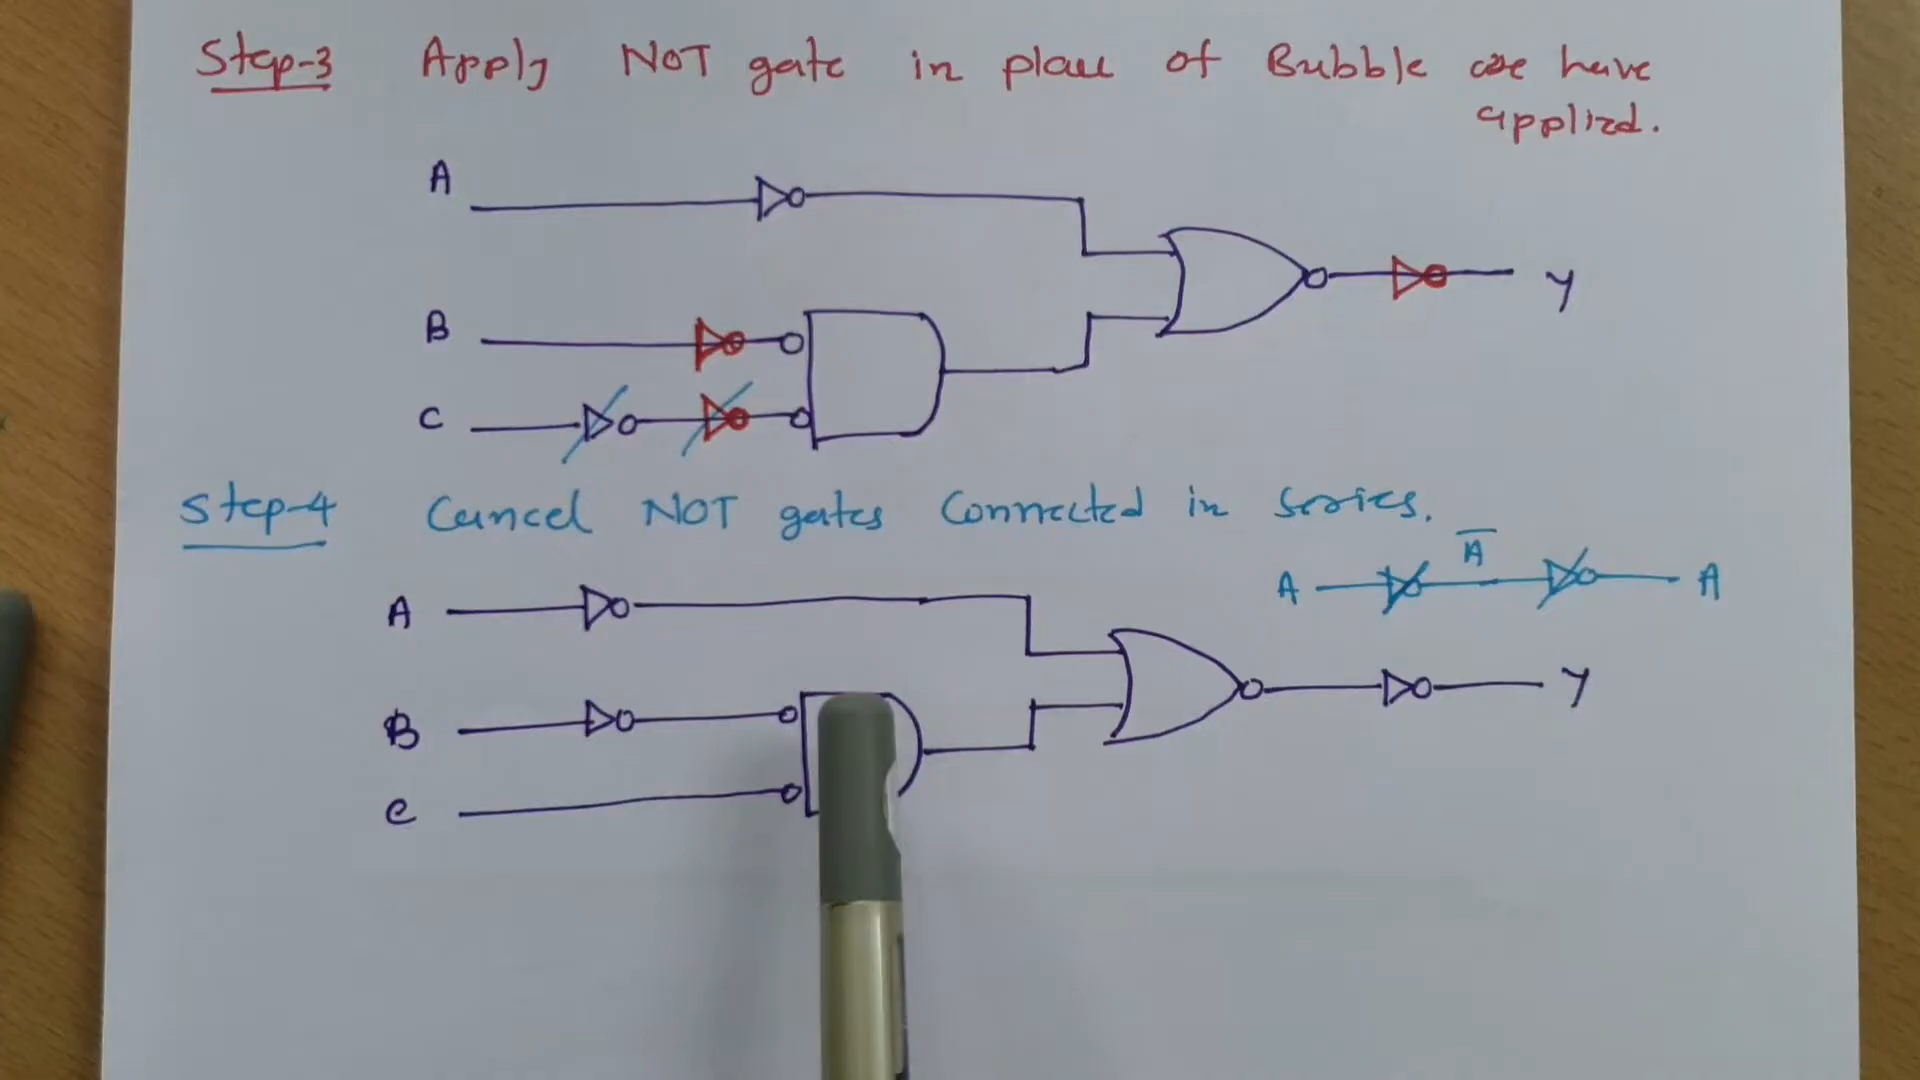 Step-3 Apply NOT gate in place of Bubble we have
applied.
A
B
C
Y
Step-4 Cancel NOT gates Connected in series.
A A̅ A
A
B
C
Y